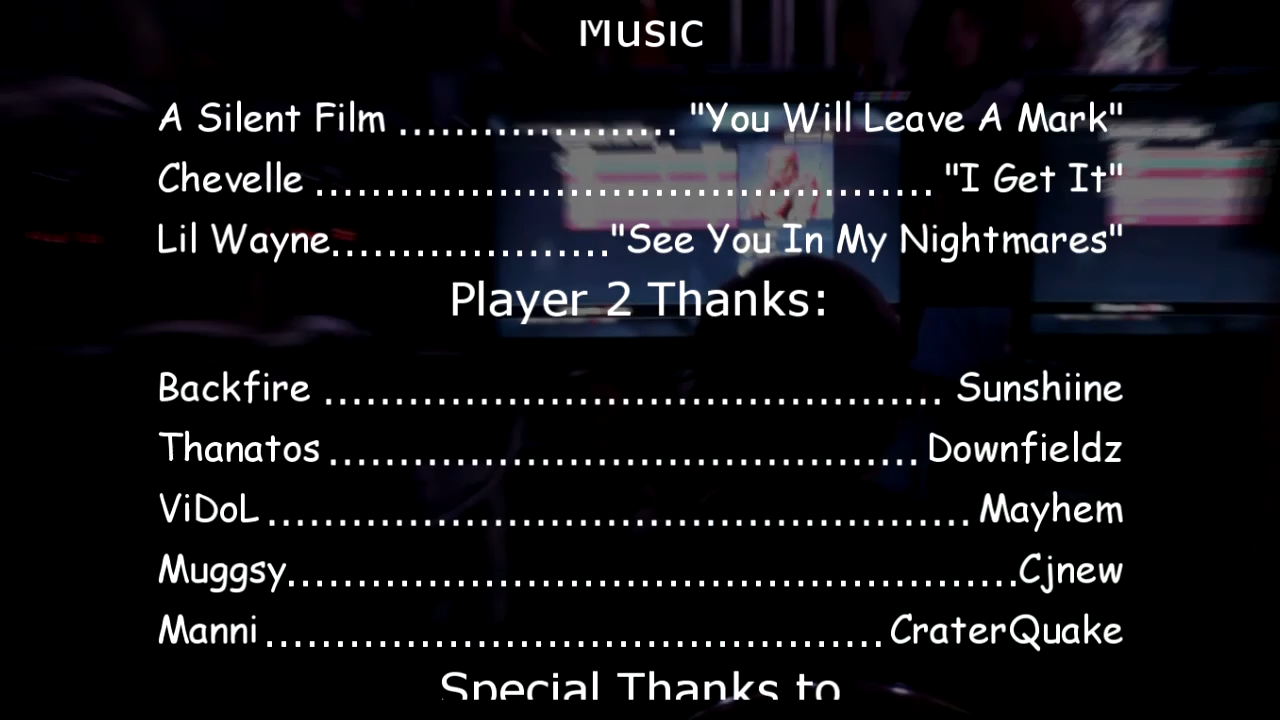 Music
A Silent Film .................... "You Will Leave A Mark"
Chevelle ............................................ "I Get It"
Lil Wayne...................."See You In My Nightmares"
Player 2 Thanks:
Backfire ............................................ Sunshiine
Thanatos .......................................... Downfieldz
ViDoL .................................................. Mayhem
Muggsy....................................................Cjnew
Manni ............................................ CraterQuake
Special Thanks to